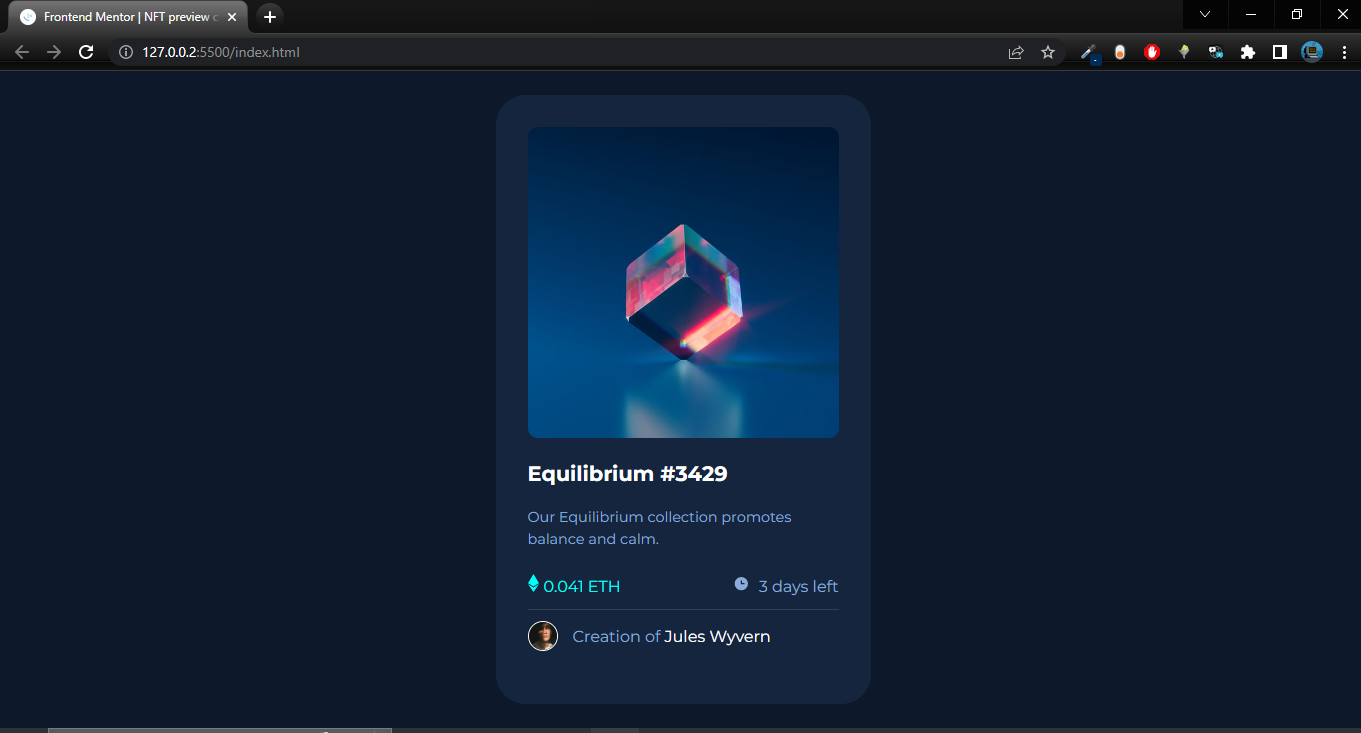 Frontend Mentor | NFT preview c
127.0.0.2:5500/index.html
Equilibrium #3429
Our Equilibrium collection promotes
balance and calm.
0.041 ETH
3 days left
Creation of Jules Wyvern